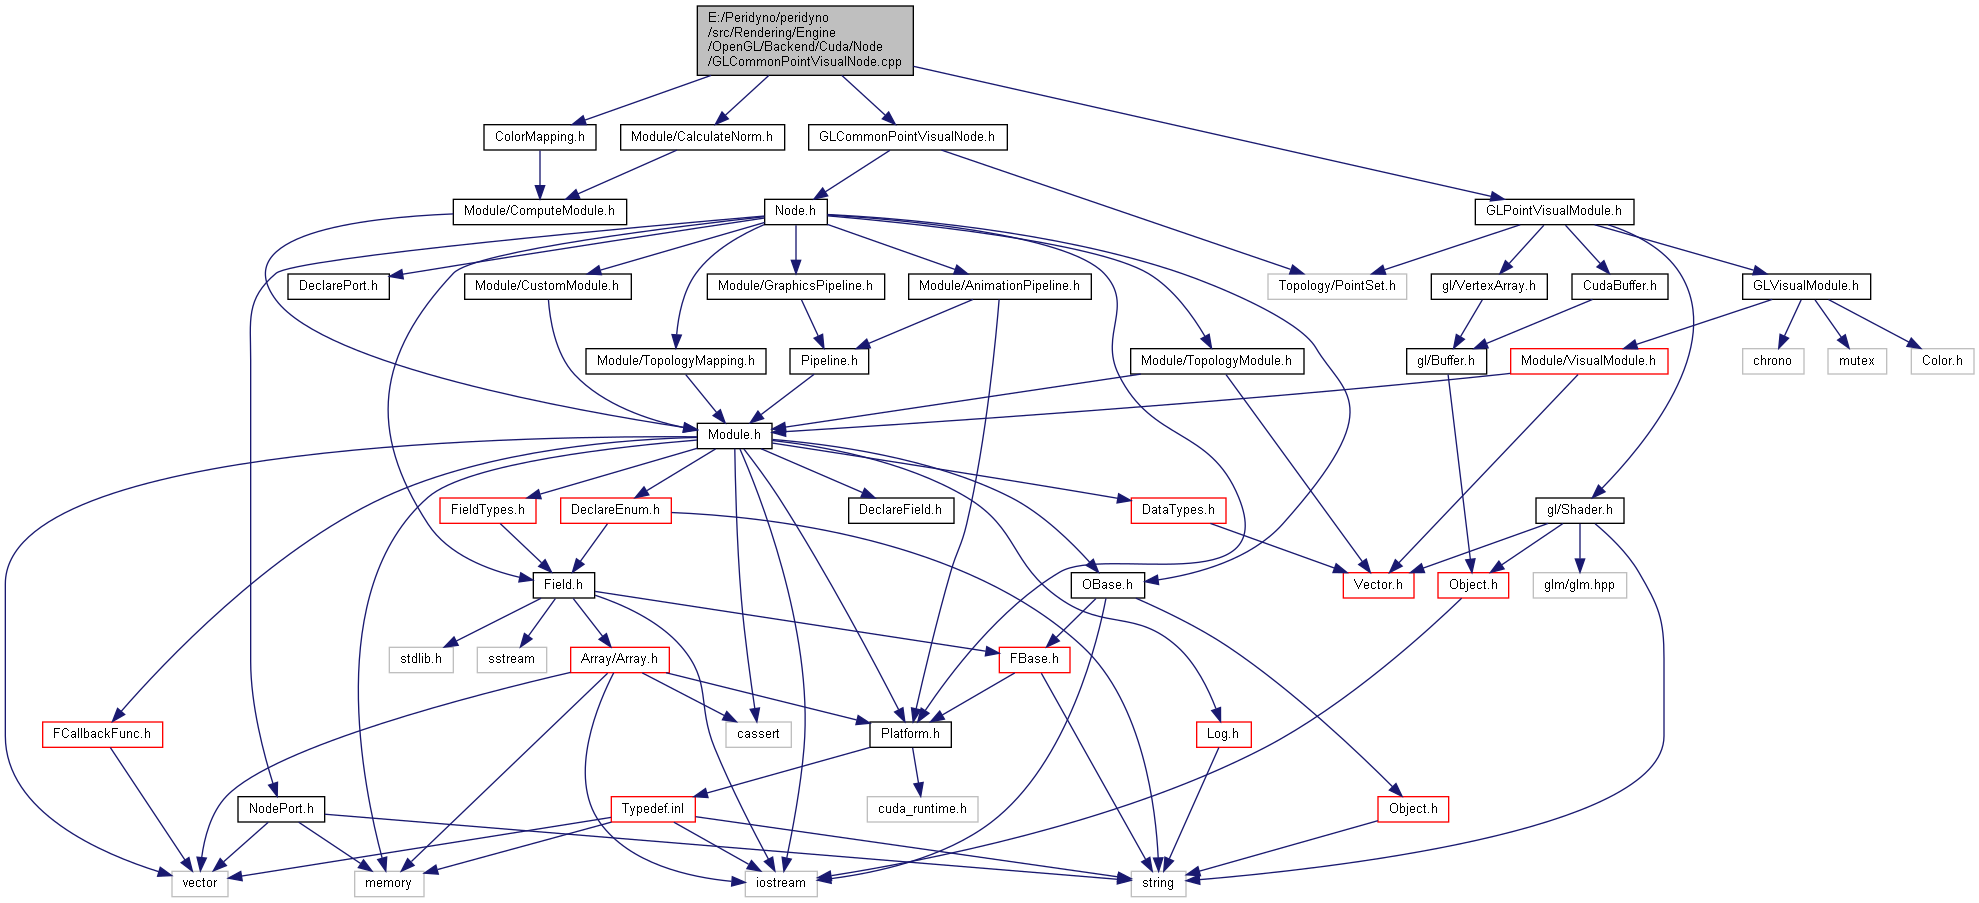 E:/Peridyno/peridyno
/src/Rendering/Engine
/OpenGL/Backend/Cuda/Node
/GLCommonPointVisualNode.cpp
ColorMapping.h
Module/CalculateNorm.h
GLCommonPointVisualNode.h
Module/ComputeModule.h
Node.h
GLPointVisualModule.h
DeclarePort.h
Module/CustomModule.h
Module/GraphicsPipeline.h
Module/AnimationPipeline.h
Topology/PointSet.h
gl/VertexArray.h
CudaBuffer.h
GLVisualModule.h
Module/TopologyMapping.h
Pipeline.h
Module/TopologyModule.h
gl/Buffer.h
Module/VisualModule.h
chrono
mutex
Color.h
Module.h
FieldTypes.h
DeclareEnum.h
DeclareField.h
DataTypes.h
gl/Shader.h
Field.h
OBase.h
Vector.h
Object.h
glm/glm.hpp
stdlib.h
sstream
Array/Array.h
FBase.h
FCallbackFunc.h
cassert
Platform.h
Log.h
NodePort.h
Typedef.inl
cuda_runtime.h
Object.h
vector
memory
iostream
string